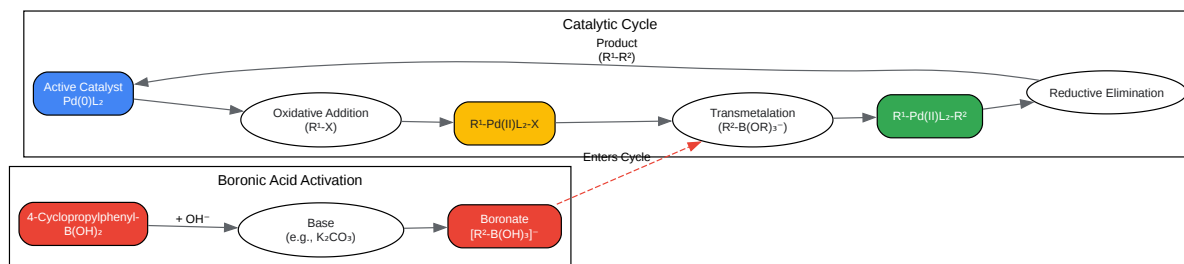 Catalytic Cycle
Product
(R¹-R²)
Active Catalyst
Pd(0)L₂
Oxidative Addition
(R¹-X)
R¹-Pd(II)L₂-X
Transmetalation
(R²-B(OR)₃⁻)
R¹-Pd(II)L₂-R²
Reductive Elimination
Enters Cycle
Boronic Acid Activation
4-Cyclopropylphenyl-
B(OH)₂
+ OH⁻
Base
(e.g., K₂CO₃)
Boronate
[R²-B(OH)₃]⁻